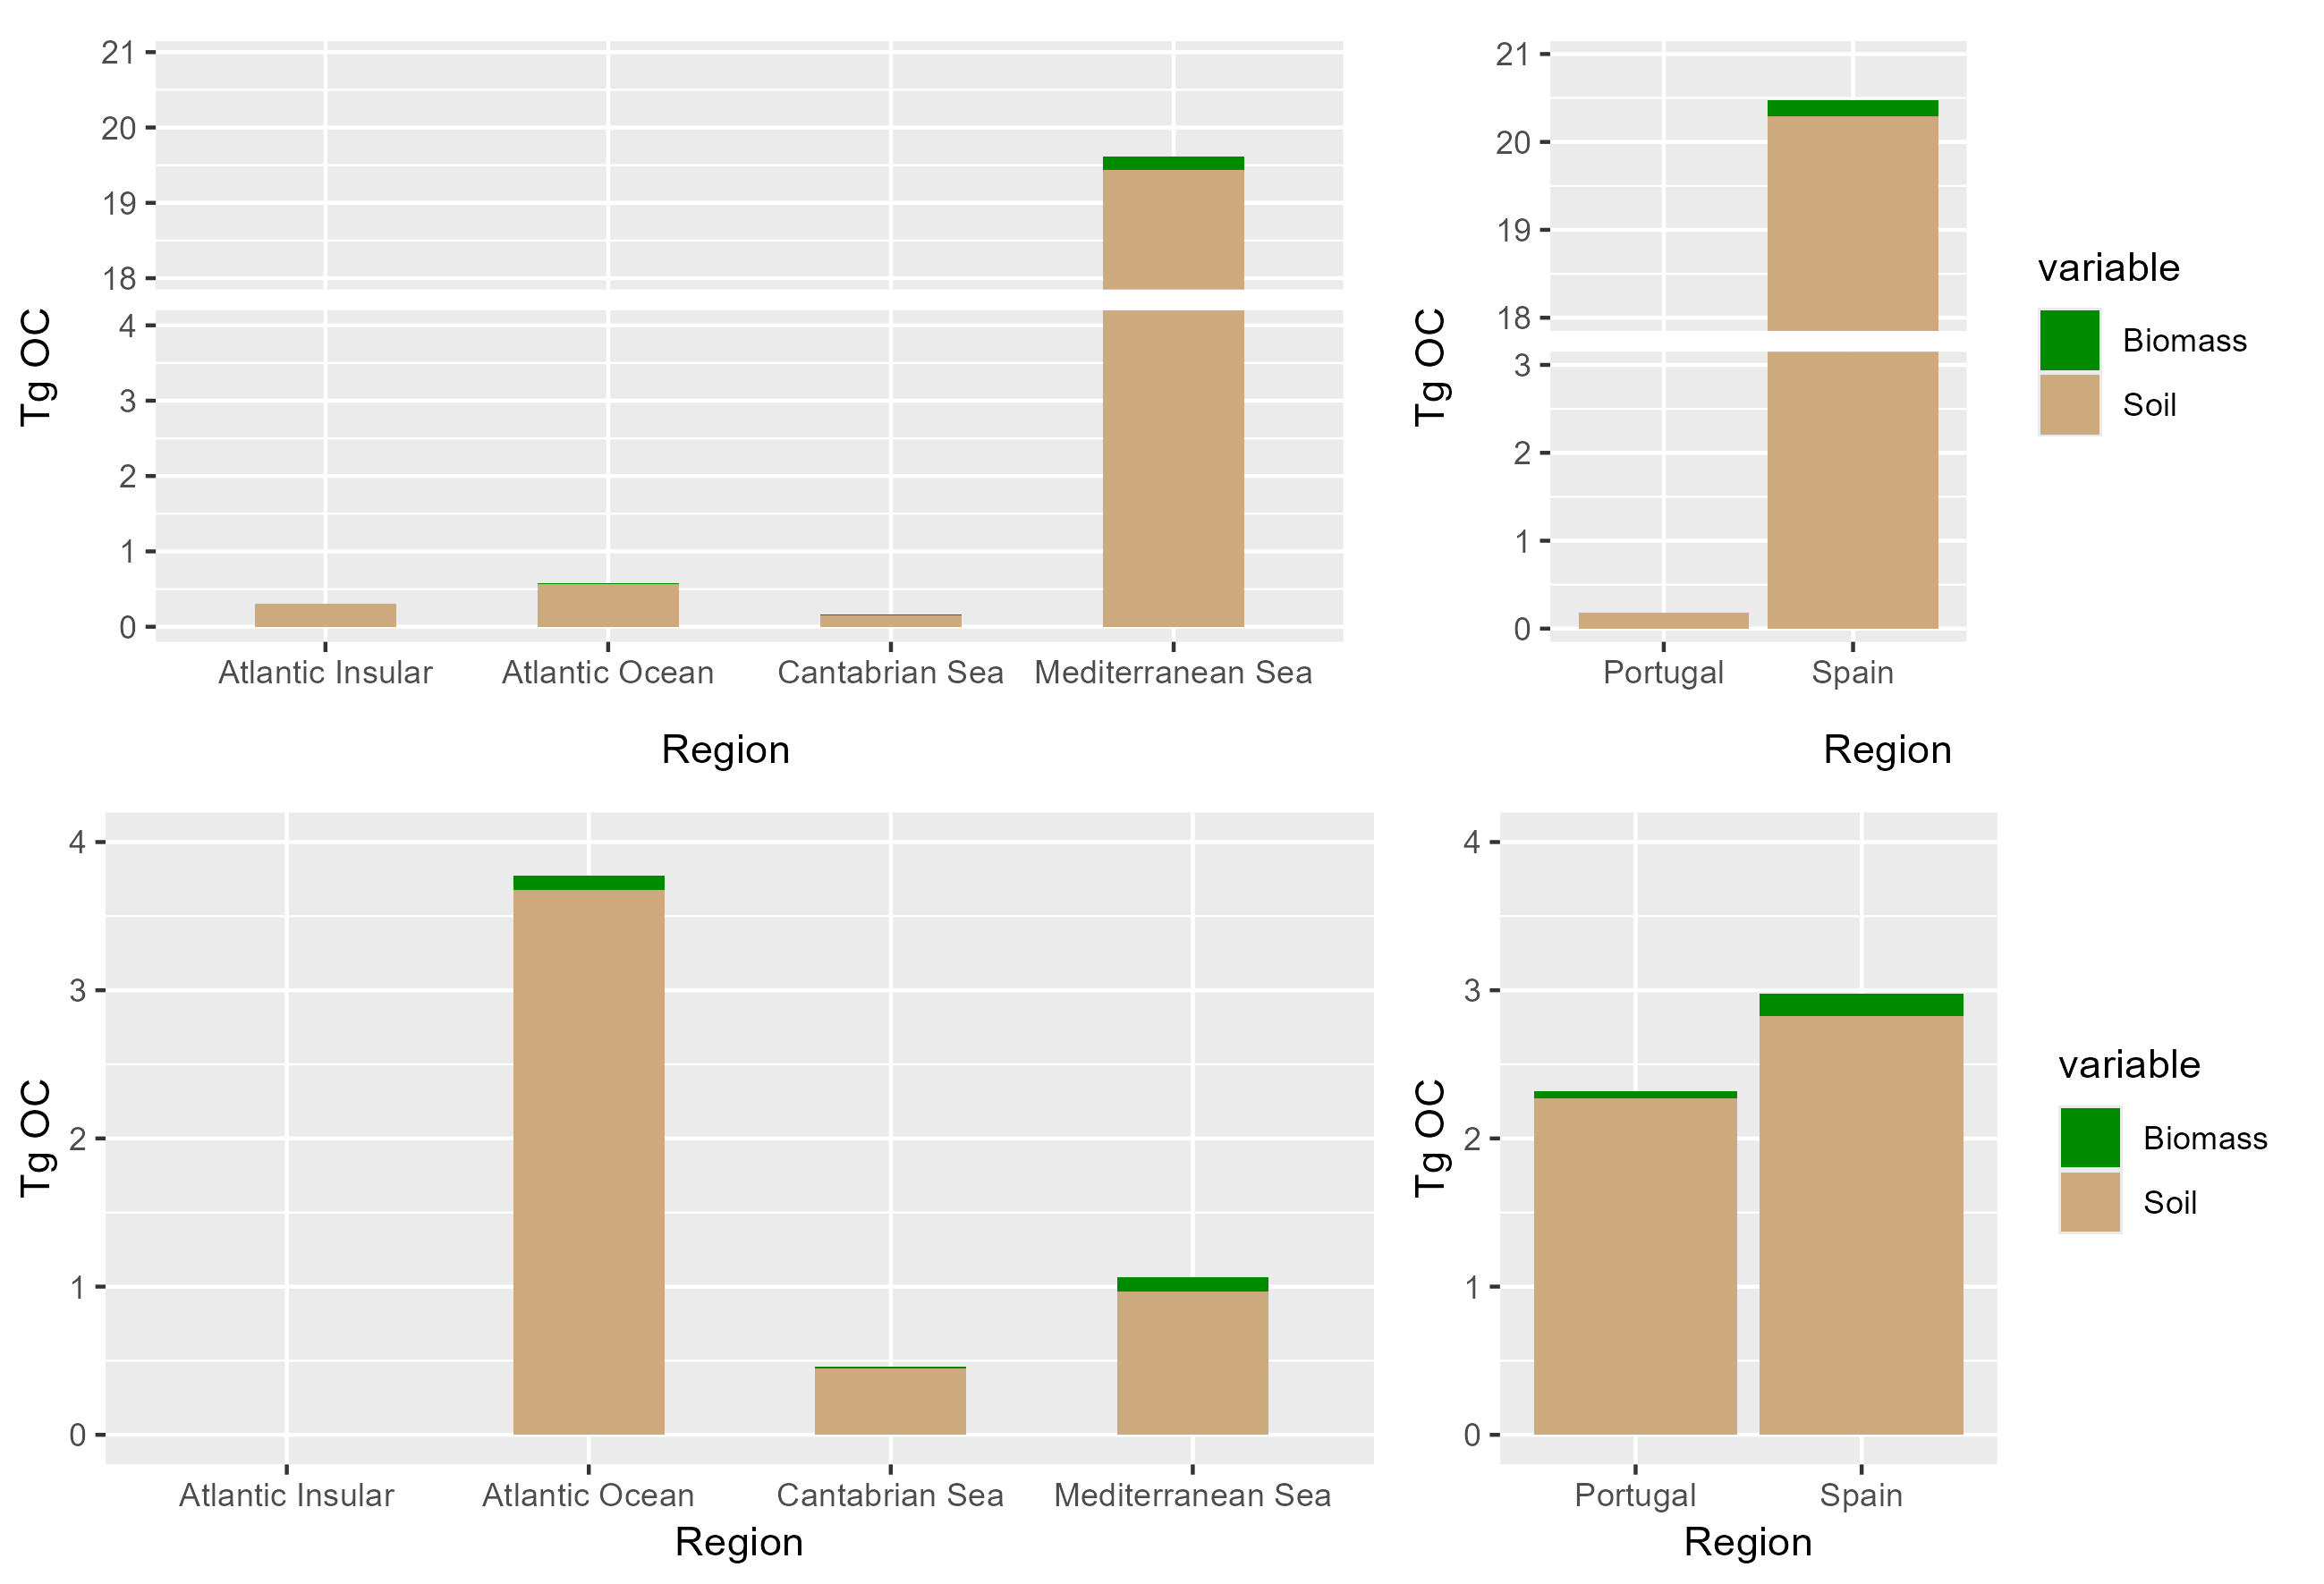 21
20
19
18
4
3
2
1
0
Tg OC
Atlantic Insular Atlantic Ocean Cantabrian Sea Mediterranean Sea
Region
21
20
19
18
3
2
1
0
Tg OC
Portugal Spain
Region
variable
Biomass
Soil
4
3
2
1
0
Tg OC
Atlantic Insular Atlantic Ocean Cantabrian Sea Mediterranean Sea
Region
4
3
2
1
0
Tg OC
Portugal Spain
Region
variable
Biomass
Soil